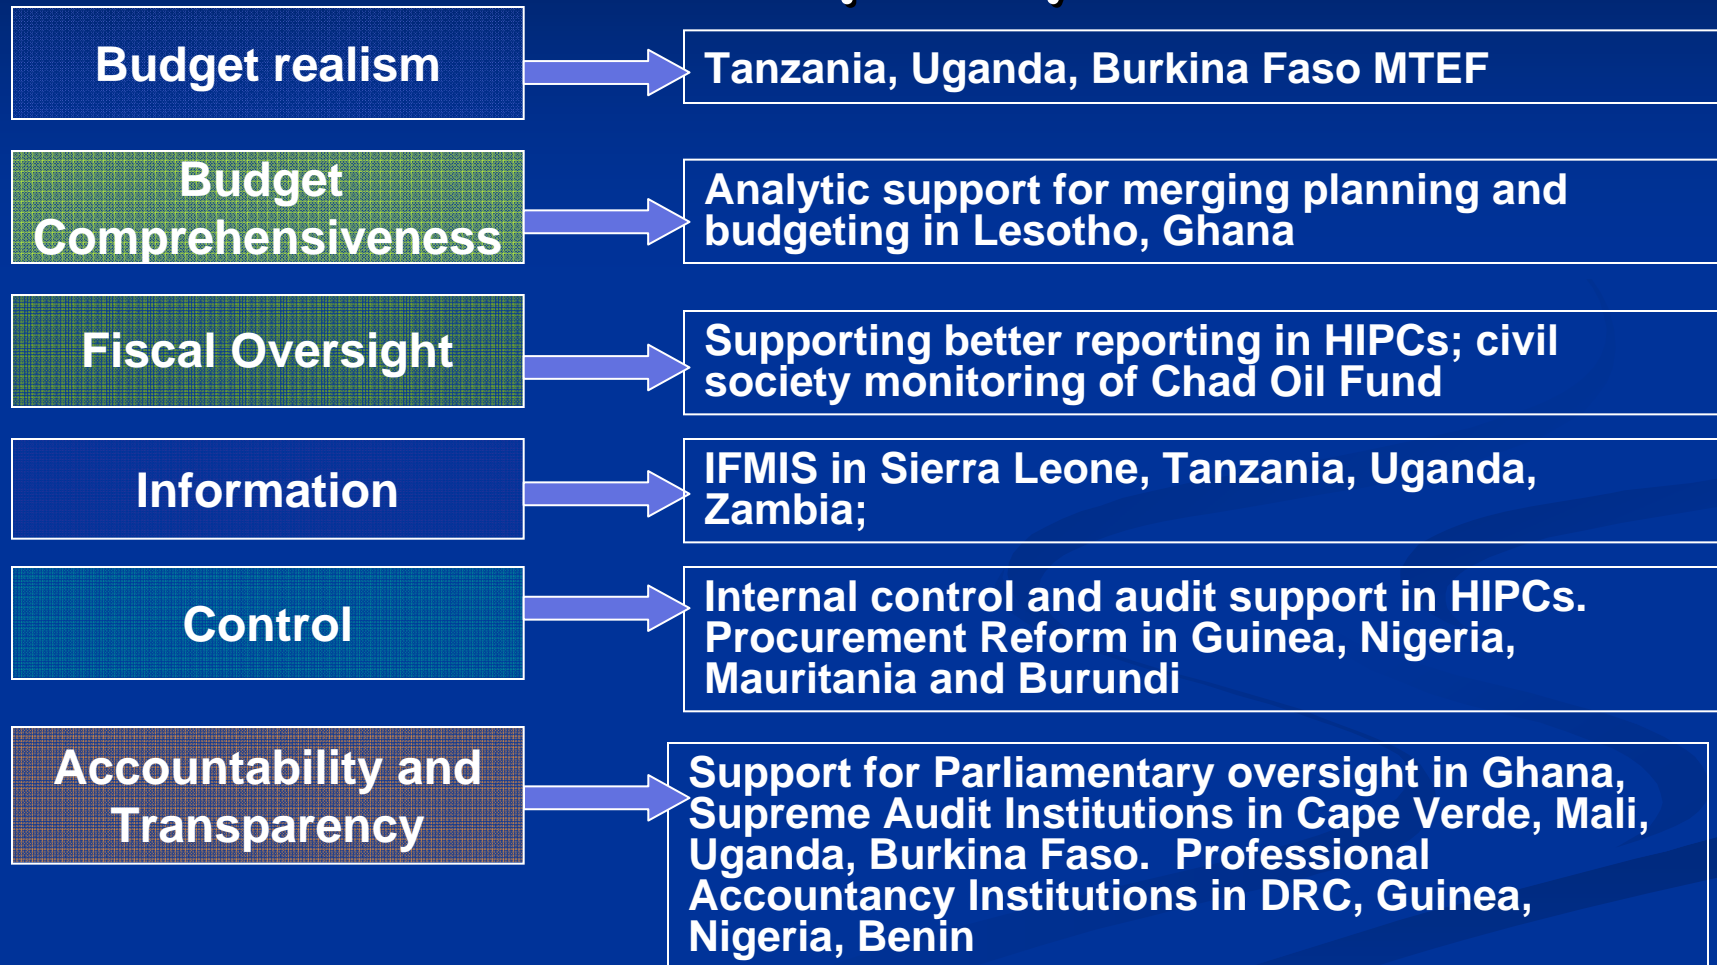 Budget realism
Tanzania, Uganda, Burkina Faso MTEF
Budget
Comprehensiveness
Analytic support for merging planning and
budgeting in Lesotho, Ghana
Fiscal Oversight
Supporting better reporting in HIPCs; civil
society monitoring of Chad Oil Fund
Information
IFMIS in Sierra Leone, Tanzania, Uganda,
Zambia;
Control
Internal control and audit support in HIPCs.
Procurement Reform in Guinea, Nigeria,
Mauritania and Burundi
Accountability and
Transparency
Support for Parliamentary oversight in Ghana,
Supreme Audit Institutions in Cape Verde, Mali,
Uganda, Burkina Faso.  Professional
Accountancy Institutions in DRC, Guinea,
Nigeria, Benin